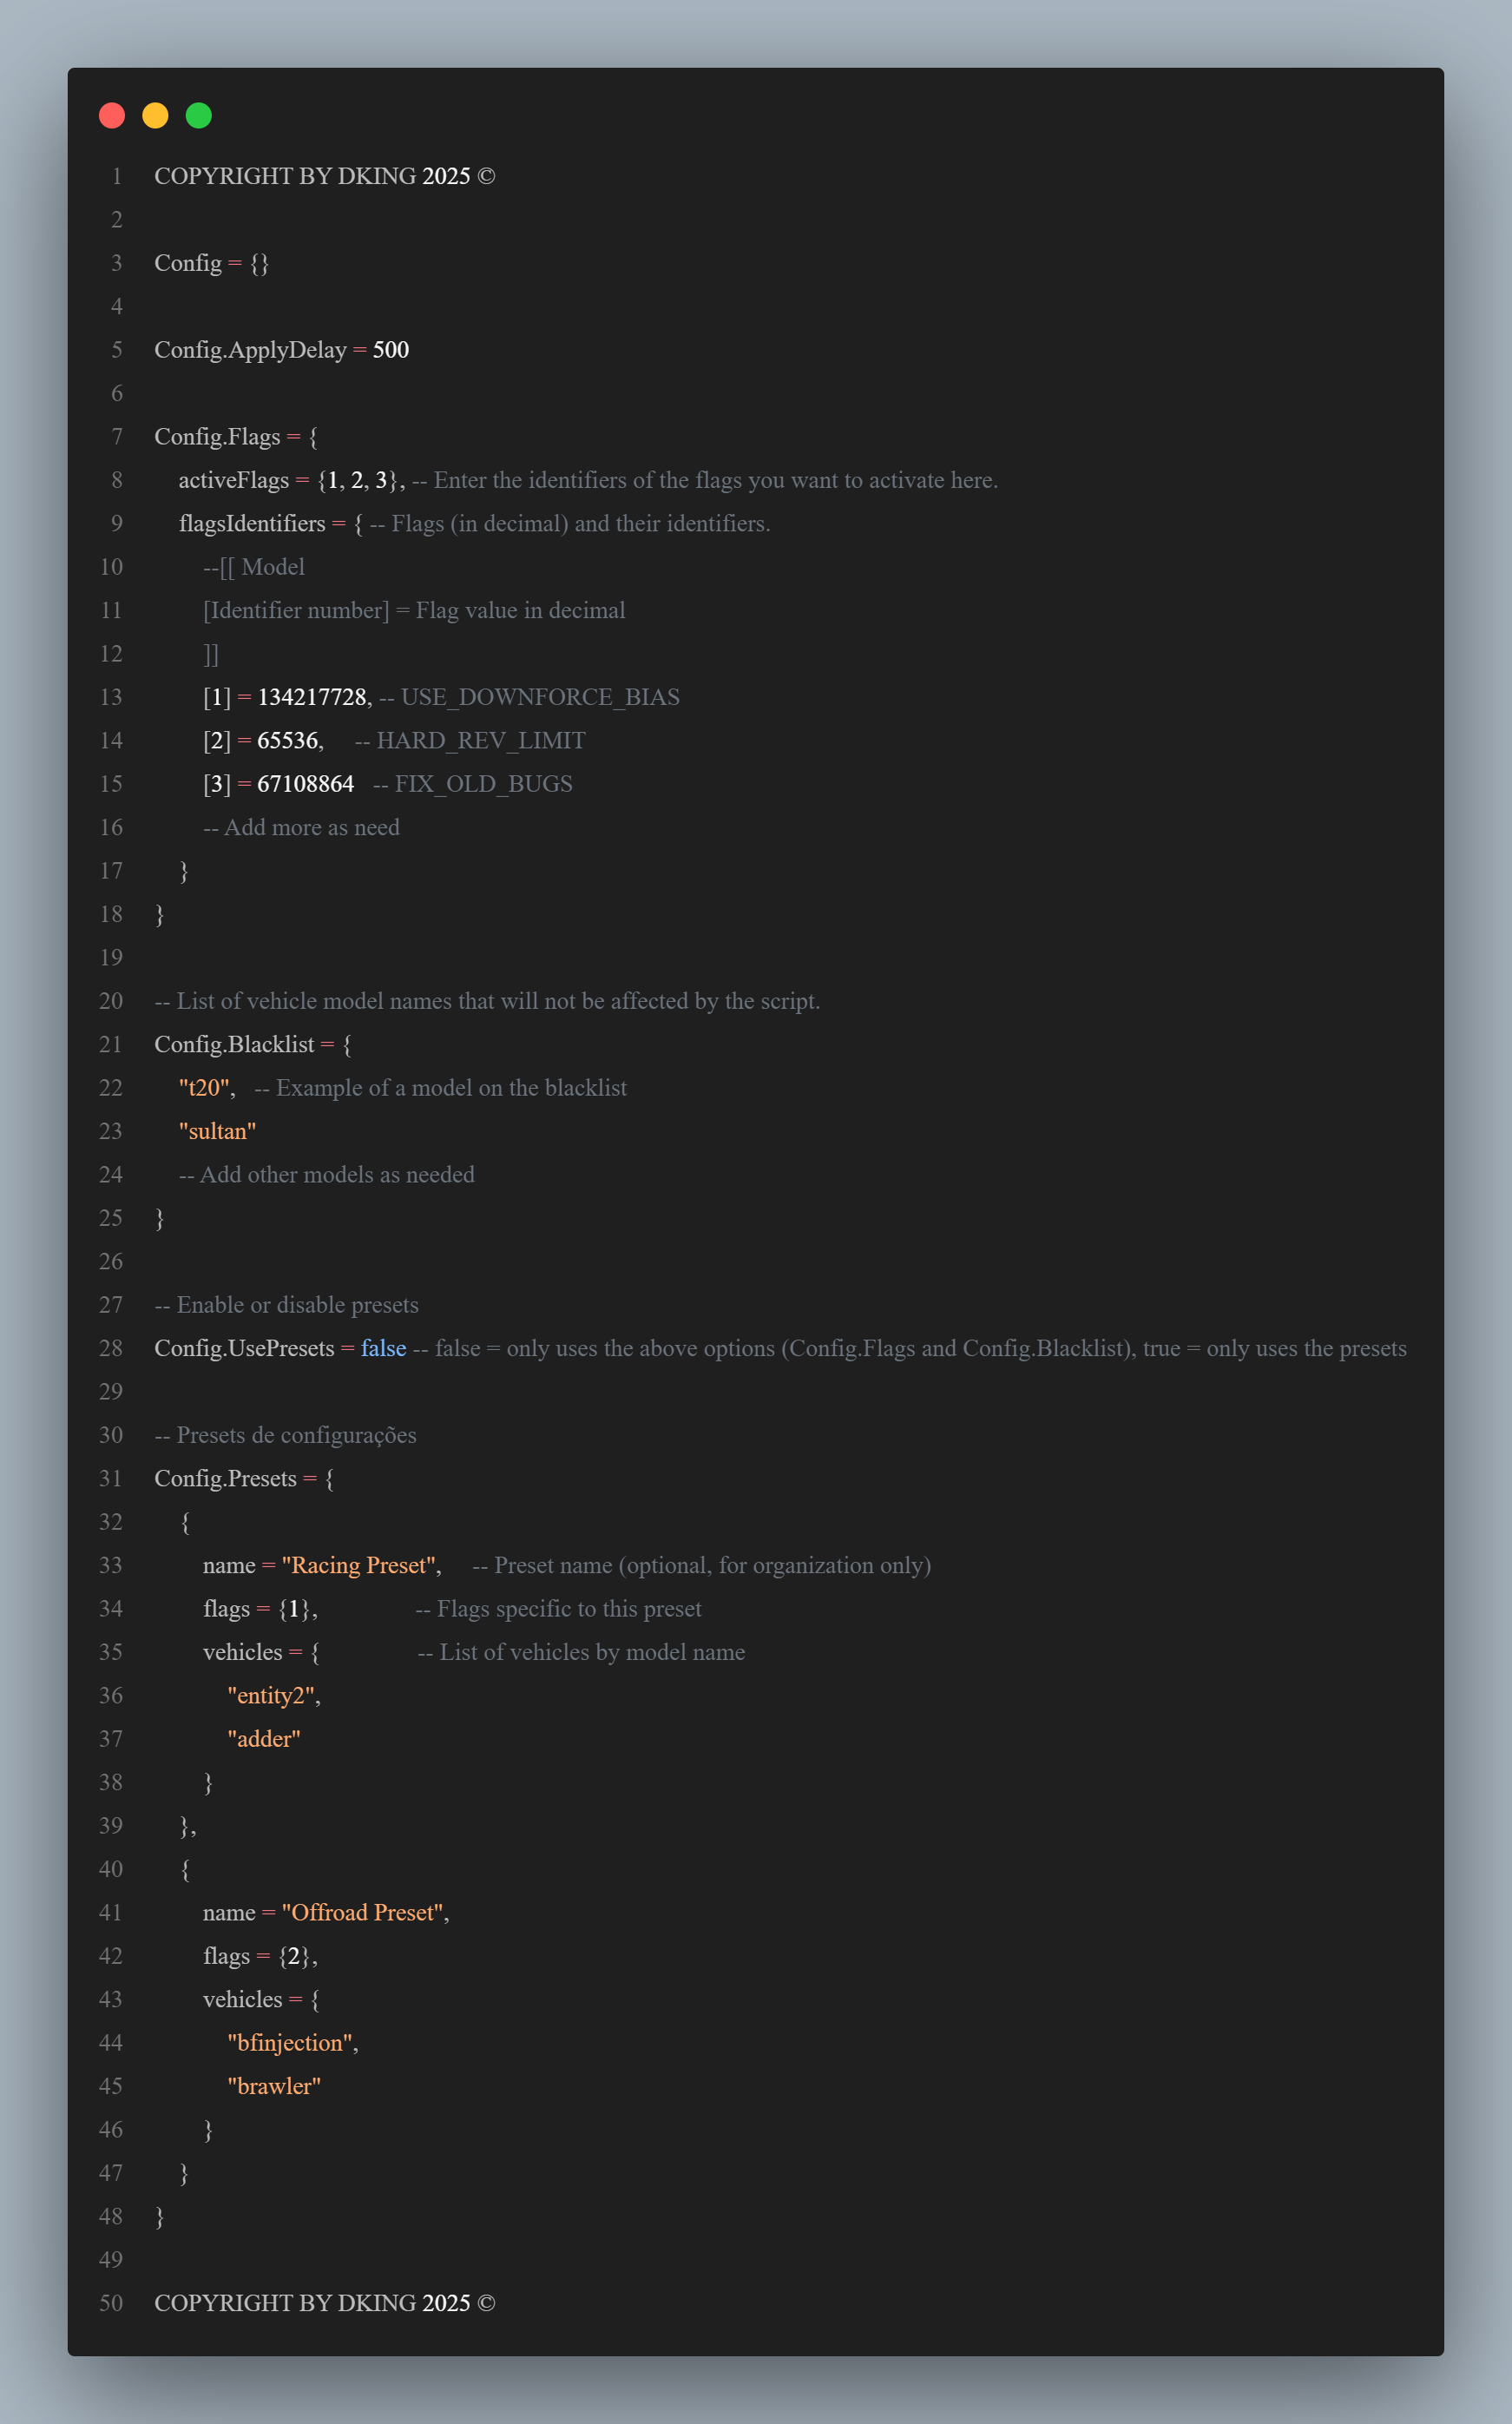 1 COPYRIGHT BY DKING 2025 ©
2
3 Config = {}
4
5 Config.ApplyDelay = 500
6
7 Config.Flags = {
8     activeFlags = {1, 2, 3}, -- Enter the identifiers of the flags you want to activate here.
9     flagsIdentifiers = { -- Flags (in decimal) and their identifiers.
10         --[[ Model
11         [Identifier number] = Flag value in decimal
12         ]]
13         [1] = 134217728, -- USE_DOWNFORCE_BIAS
14         [2] = 65536,     -- HARD_REV_LIMIT
15         [3] = 67108864   -- FIX_OLD_BUGS
16         -- Add more as need
17     }
18 }
19
20 -- List of vehicle model names that will not be affected by the script.
21 Config.Blacklist = {
22     "t20",   -- Example of a model on the blacklist
23     "sultan"
24     -- Add other models as needed
25 }
26
27 -- Enable or disable presets
28 Config.UsePresets = false -- false = only uses the above options (Config.Flags and Config.Blacklist), true = only uses the presets
29
30 -- Presets de configurações
31 Config.Presets = {
32     {
33         name = "Racing Preset",     -- Preset name (optional, for organization only)
34         flags = {1},                -- Flags specific to this preset
35         vehicles = {                -- List of vehicles by model name
36             "entity2",
37             "adder"
38         }
39     },
40     {
41         name = "Offroad Preset",
42         flags = {2},
43         vehicles = {
44             "bfinjection",
45             "brawler"
46         }
47     }
48 }
49
50 COPYRIGHT BY DKING 2025 ©